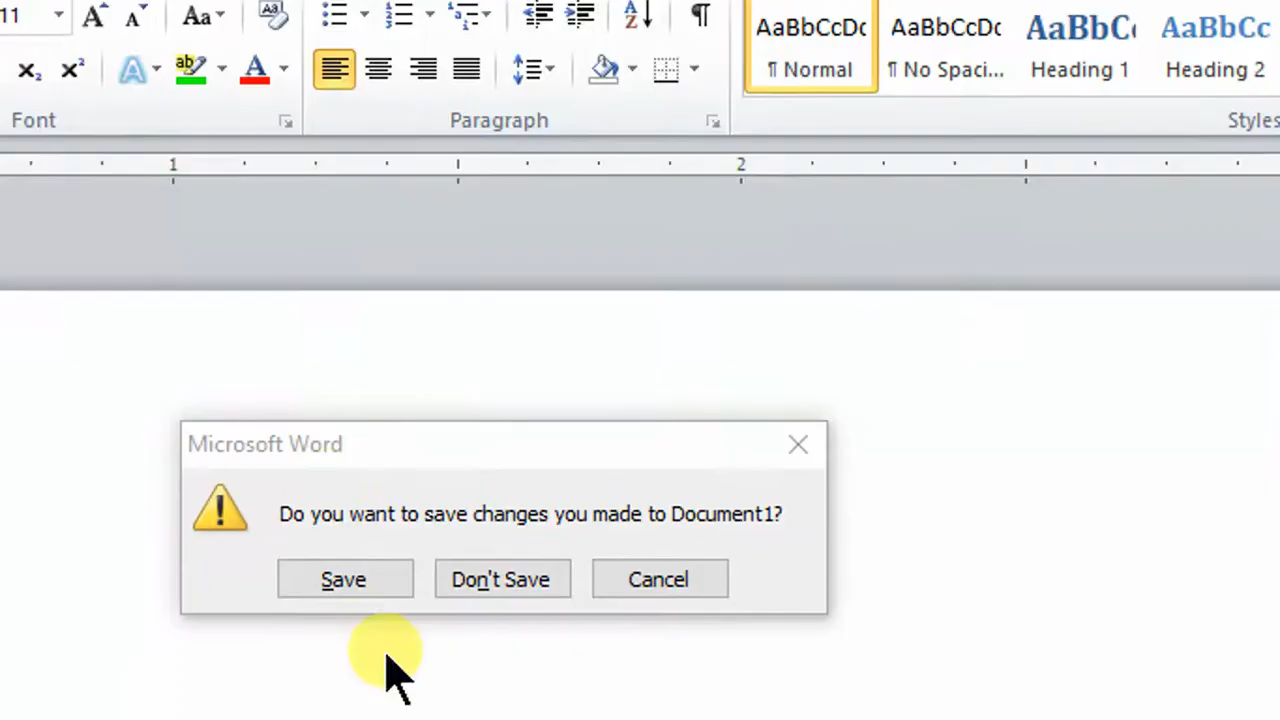 11 Aa
AaBbCcDc AaBbCcDc AaBbC AaBbCc
¶ Normal ¶ No Spaci... Heading 1 Heading 2
Font Paragraph Styles
1 2
Microsoft Word
Do you want to save changes you made to Document1?
Save Don't Save Cancel